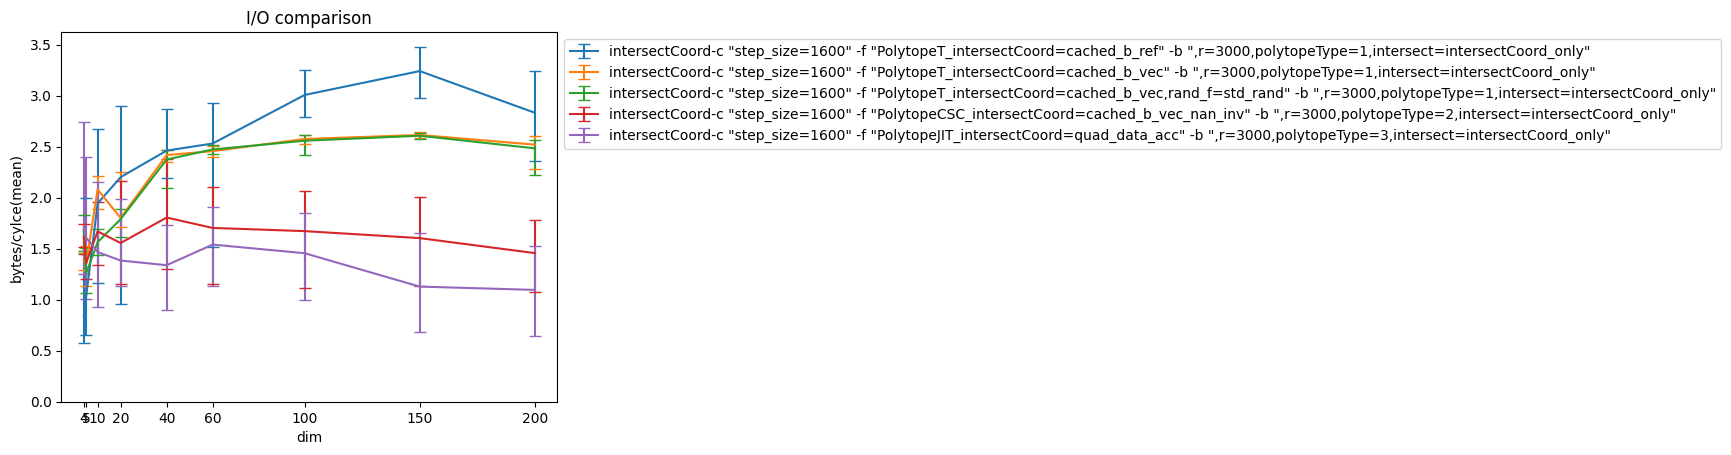 I/O comparison
3.5
3.0
2.5
2.0
1.5
1.0
0.5
0.0
bytes/cylce(mean)
4 5 10 20 40 60 100 150 200
dim
intersectCoord-c "step_size=1600" -f "PolytopeT_intersectCoord=cached_b_ref" -b ",r=3000,polytopeType=1,intersect=intersectCoord_only"
intersectCoord-c "step_size=1600" -f "PolytopeT_intersectCoord=cached_b_vec" -b ",r=3000,polytopeType=1,intersect=intersectCoord_only"
intersectCoord-c "step_size=1600" -f "PolytopeT_intersectCoord=cached_b_vec,rand_f=std_rand" -b ",r=3000,polytopeType=1,intersect=intersectCoord_only"
intersectCoord-c "step_size=1600" -f "PolytopeCSC_intersectCoord=cached_b_vec_nan_inv" -b ",r=3000,polytopeType=2,intersect=intersectCoord_only"
intersectCoord-c "step_size=1600" -f "PolytopeJIT_intersectCoord=quad_data_acc" -b ",r=3000,polytopeType=3,intersect=intersectCoord_only"